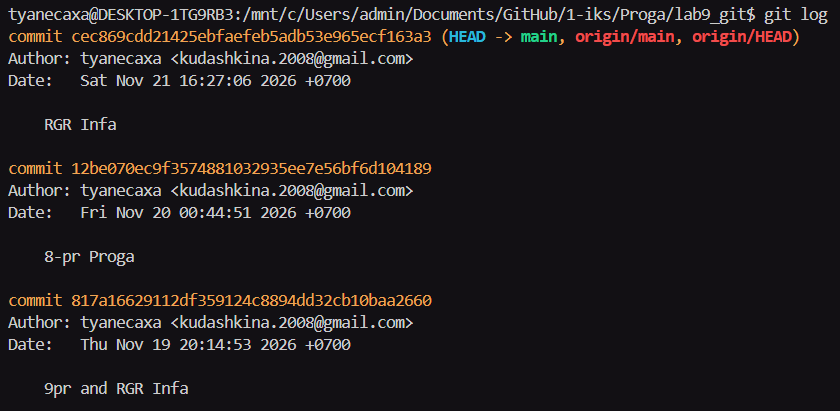 tyanecaxa@DESKTOP-1TG9RB3:/mnt/c/Users/admin/Documents/GitHub/1-iks/Proga/lab9_git$ git log
commit cec869cdd21425ebfaefeb5adb53e965ecf163a3 (HEAD -> main, origin/main, origin/HEAD)
Author: tyanecaxa <kudashkina.2008@gmail.com>
Date:   Sat Nov 21 16:27:06 2026 +0700
    RGR Infa
commit 12be070ec9f3574881032935ee7e56bf6d104189
Author: tyanecaxa <kudashkina.2008@gmail.com>
Date:   Fri Nov 20 00:44:51 2026 +0700
    8-pr Proga
commit 817a16629112df359124c8894dd32cb10baa2660
Author: tyanecaxa <kudashkina.2008@gmail.com>
Date:   Thu Nov 19 20:14:53 2026 +0700
    9pr and RGR Infa